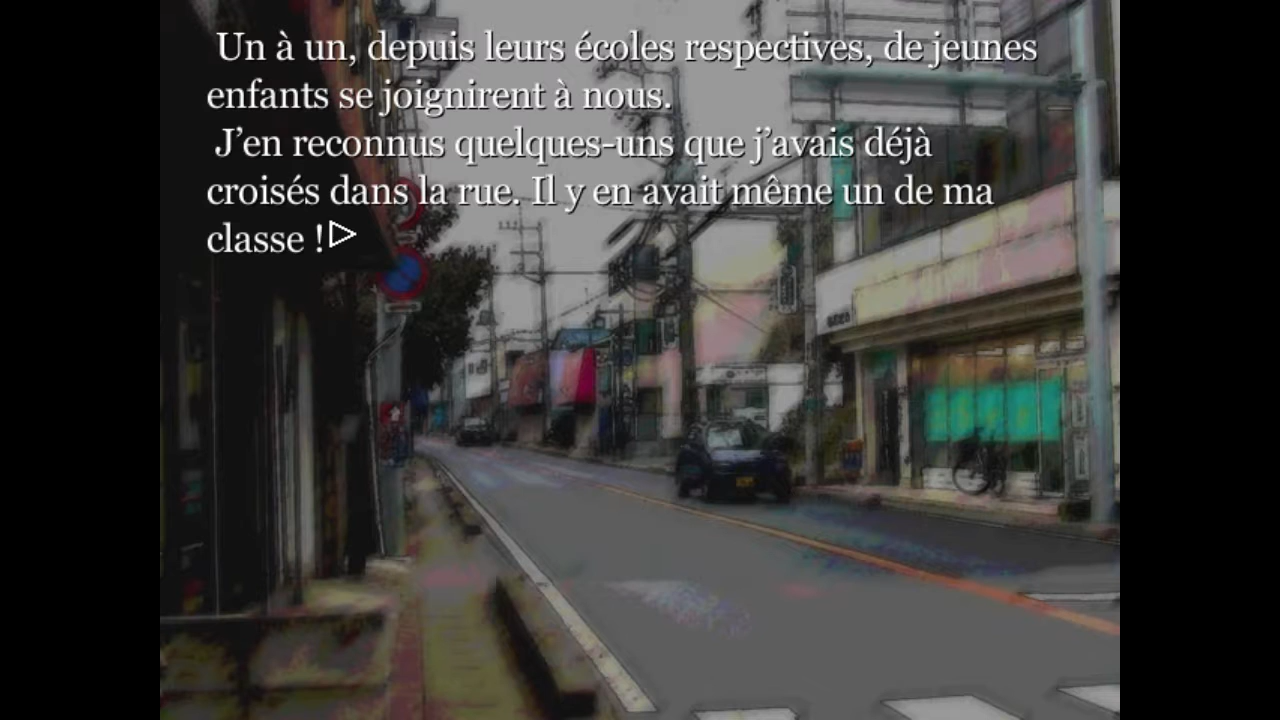 Un à un, depuis leurs écoles respectives, de jeunes
enfants se joignirent à nous.
J’en reconnus quelques-uns que j’avais déjà
croisés dans la rue. Il y en avait même un de ma
classe !